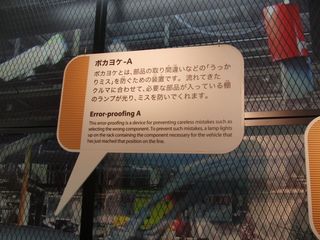 ポカヨケ-A
ポカヨケとは、部品の取り間違いなどの「うっか
りミス」を防ぐための装置です。流れてきた
クルマに合わせて、必要な部品が入っている棚
のランプが光り、ミスを防いでくれます。
Error-proofing A
This error-proofing is a device for preventing careless mistakes such as
selecting the wrong component. To prevent such mistakes, a lamp lights
up on the rack containing the component necessary for the vehicle that
has just reached that position on the line.